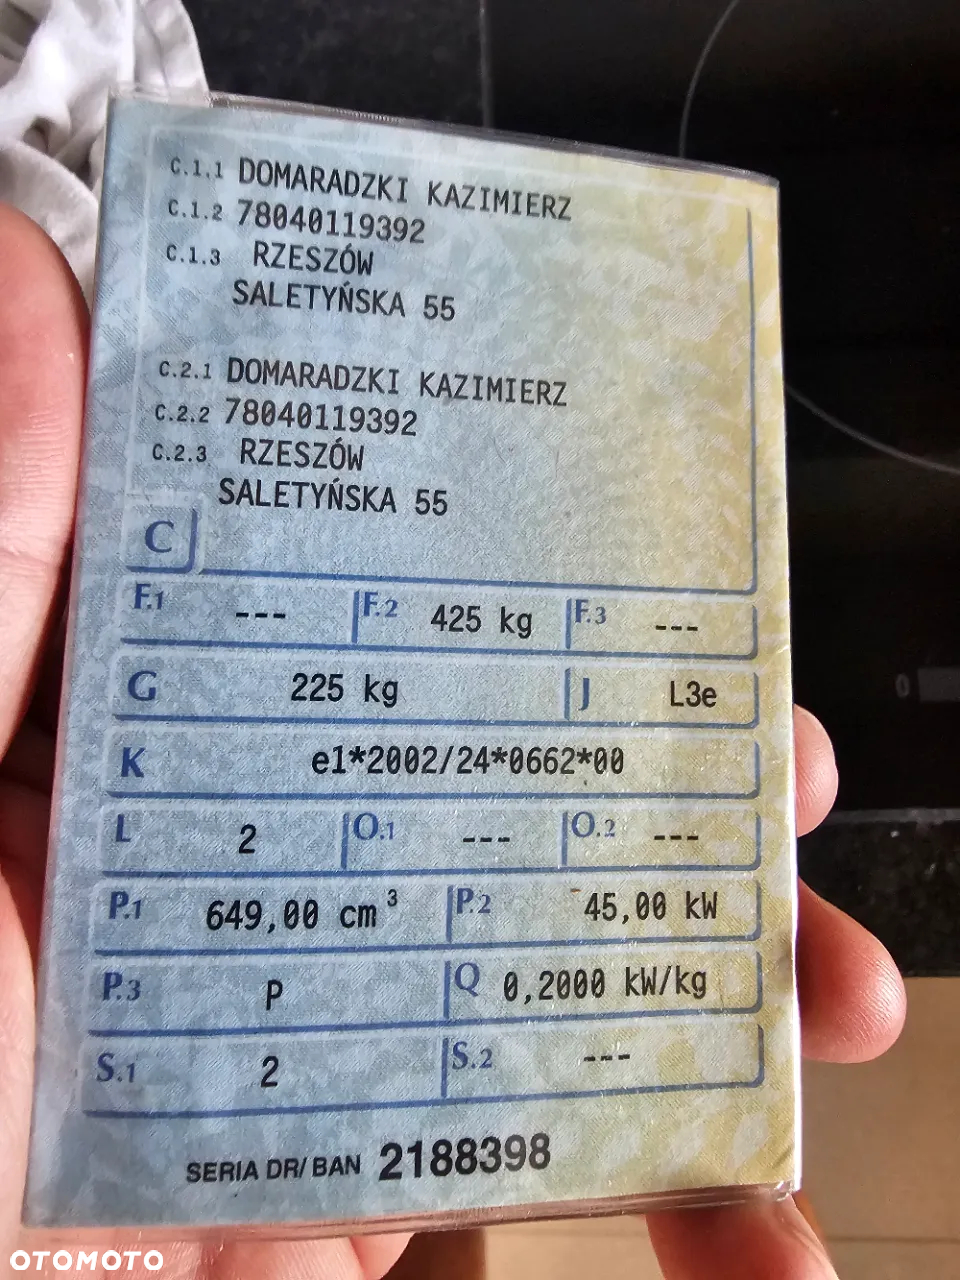 C.1.1 DOMARADZKI KAZIMIERZ
C.1.2 78040119392
C.1.3 RZESZÓW
SALETYŃSKA 55
C.2.1 DOMARADZKI KAZIMIERZ
C.2.2 78040119392
C.2.3 RZESZÓW
SALETYŃSKA 55
C
F.1 --- F.2 425 kg F.3 ---
G 225 kg J L3e
K e1*2002/24*0662*00
L 2 O.1 --- O.2 ---
P.1 649,00 cm³ P.2 45,00 kW
P.3 P Q 0,2000 kW/kg
S.1 2 S.2 ---
SERIA DR/BAN 2188398
0
OTOMOTO